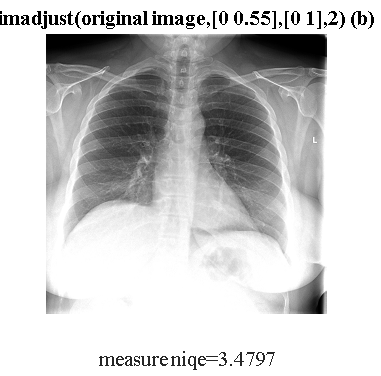 imadjust(original image,[0 0.55],[0 1],2) (b)
L
measure niqe=3.4797